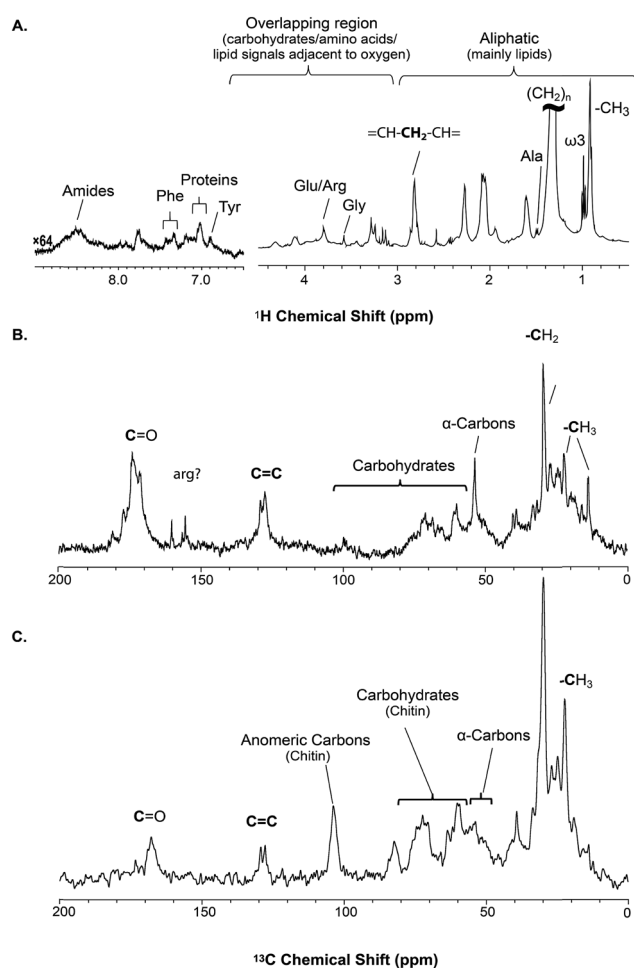 A.
Overlapping region
(carbohydrates/amino acids/
lipid signals adjacent to oxygen)
Aliphatic
(mainly lipids)
(CH2)n
-CH3
=CH-CH2-CH=
ω3
Ala
Glu/Arg
Gly
Proteins
Phe
Amides
Tyr
×64
8.0 7.0 4 3 2 1
¹H Chemical Shift (ppm)
B.
-CH2
α-Carbons
-CH3
C=O
arg?
C=C
Carbohydrates
200 150 100 50 0
C.
-CH3
Carbohydrates
(Chitin)
Anomeric Carbons
(Chitin)
α-Carbons
C=O
C=C
200 150 100 50 0
¹³C Chemical Shift (ppm)